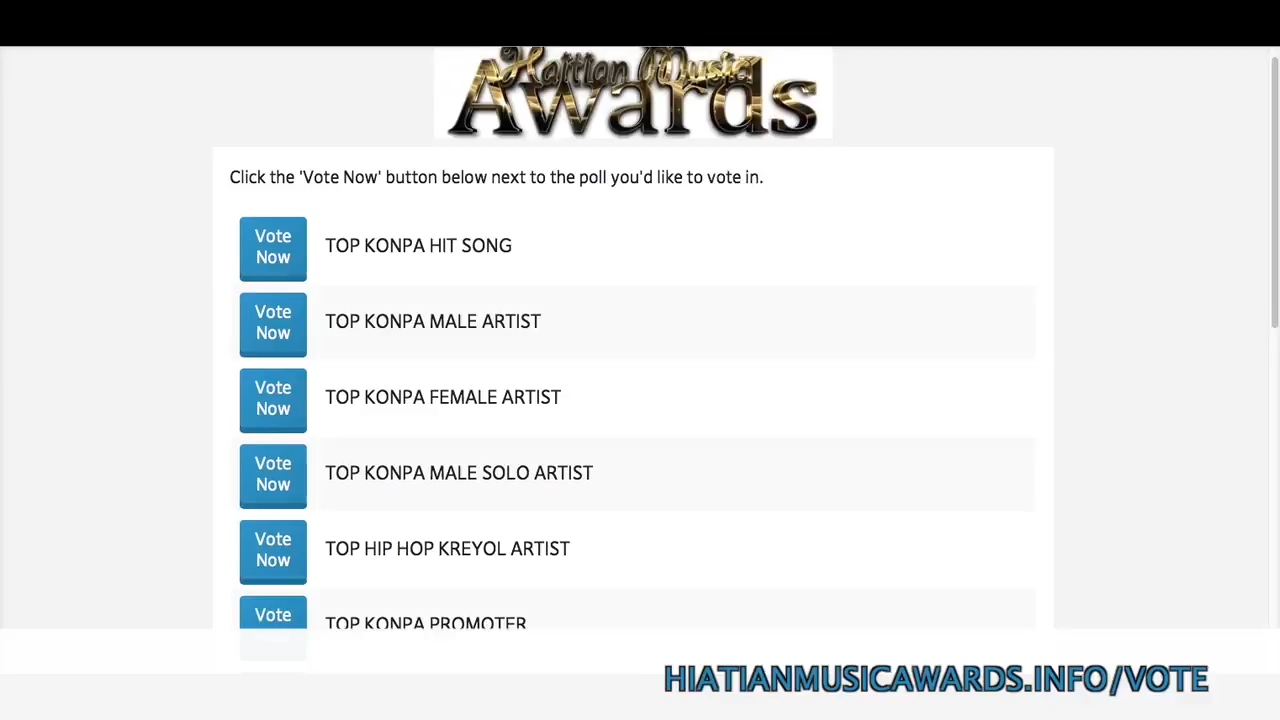 Haitian Music
Awards
Click the 'Vote Now' button below next to the poll you'd like to vote in.
Vote Now
TOP KONPA HIT SONG
Vote Now
TOP KONPA MALE ARTIST
Vote Now
TOP KONPA FEMALE ARTIST
Vote Now
TOP KONPA MALE SOLO ARTIST
Vote Now
TOP HIP HOP KREYOL ARTIST
Vote
TOP KONPA PROMOTER
HIATIANMUSICAWARDS.INFO/VOTE